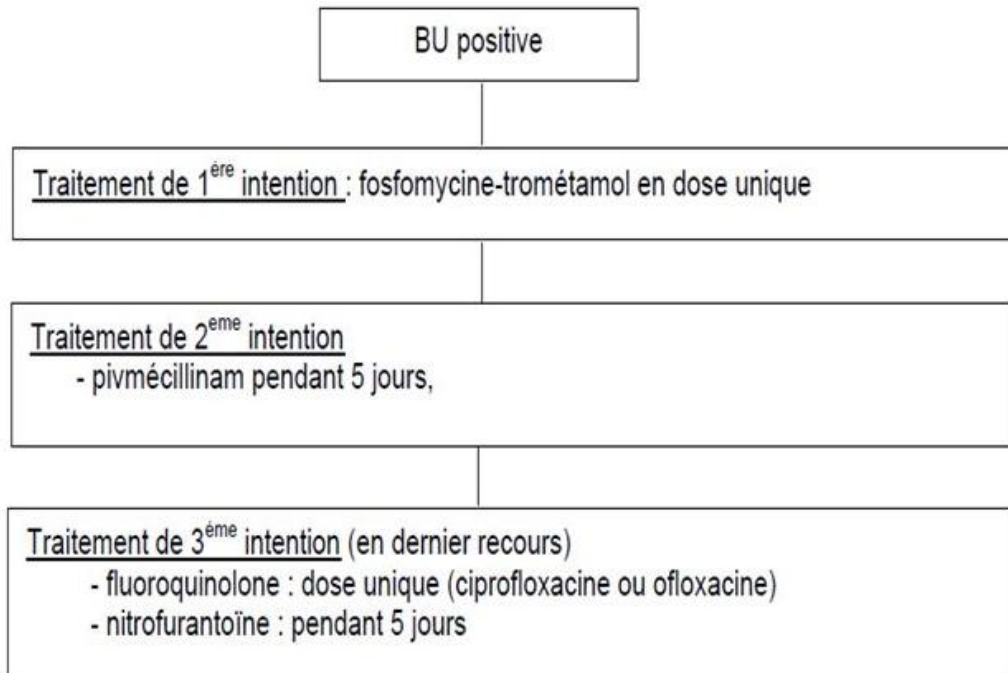 BU positive
Traitement de 1ère intention : fosfomycine-trométamol en dose unique
Traitement de 2eme intention
- pivmécillinam pendant 5 jours,
Traitement de 3ème intention (en dernier recours)
- fluoroquinolone : dose unique (ciprofloxacine ou ofloxacine)
- nitrofurantoïne : pendant 5 jours